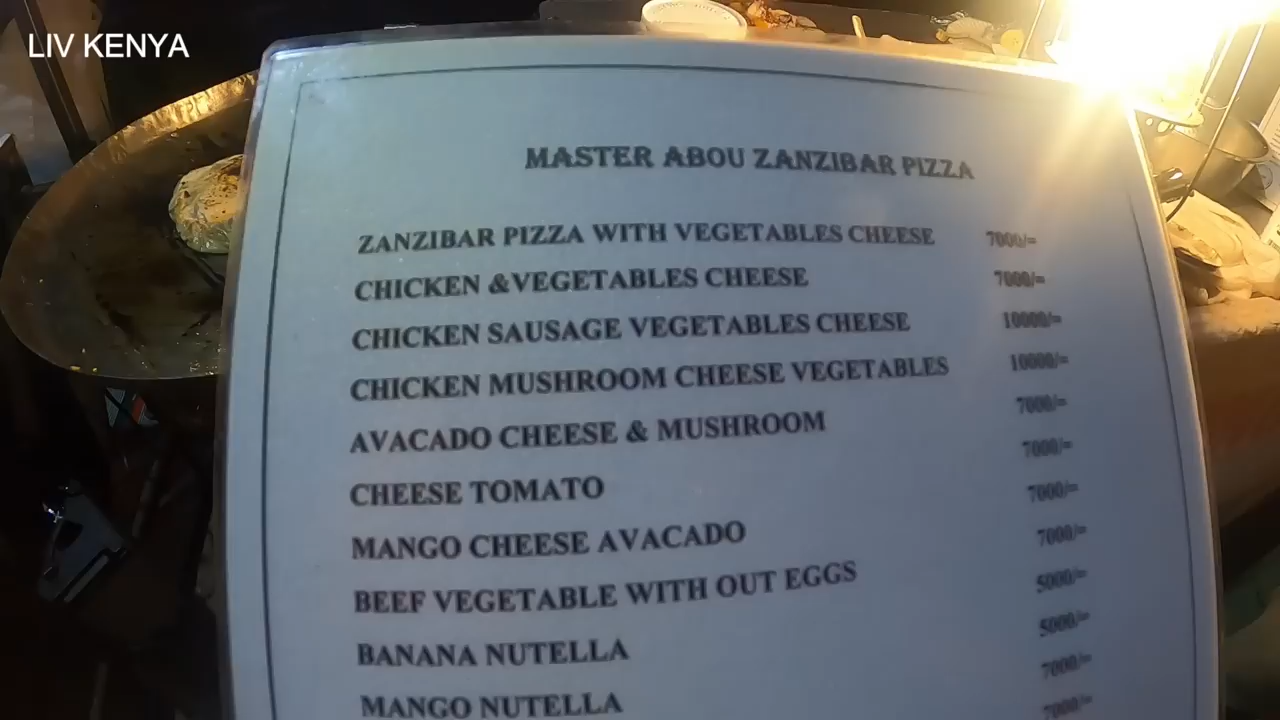 LIV KENYA
MASTER ABOU ZANZIBAR PIZZA
ZANZIBAR PIZZA WITH VEGETABLES CHEESE 7000/=
CHICKEN &VEGETABLES CHEESE 7000/=
CHICKEN SAUSAGE VEGETABLES CHEESE 10000/=
CHICKEN MUSHROOM CHEESE VEGETABLES 10000/=
AVACADO CHEESE & MUSHROOM 7000/=
CHEESE TOMATO 7000/=
MANGO CHEESE AVACADO 7000/=
BEEF VEGETABLE WITH OUT EGGS 7000/=
BANANA NUTELLA 5000/=
MANGO NUTELLA 5000/=
7000/=
7000/=